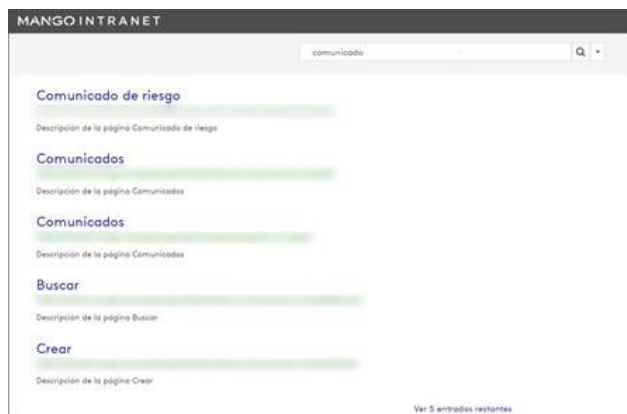 MANGO INTRANET
comunicado
Comunicado de riesgo
Descripción de la página Comunicado de riesgo
Comunicados
Descripción de la página Comunicados
Comunicados
Descripción de la página Comunicados
Buscar
Descripción de la página Buscar
Crear
Descripción de la página Crear
Ver 5 entradas restantes